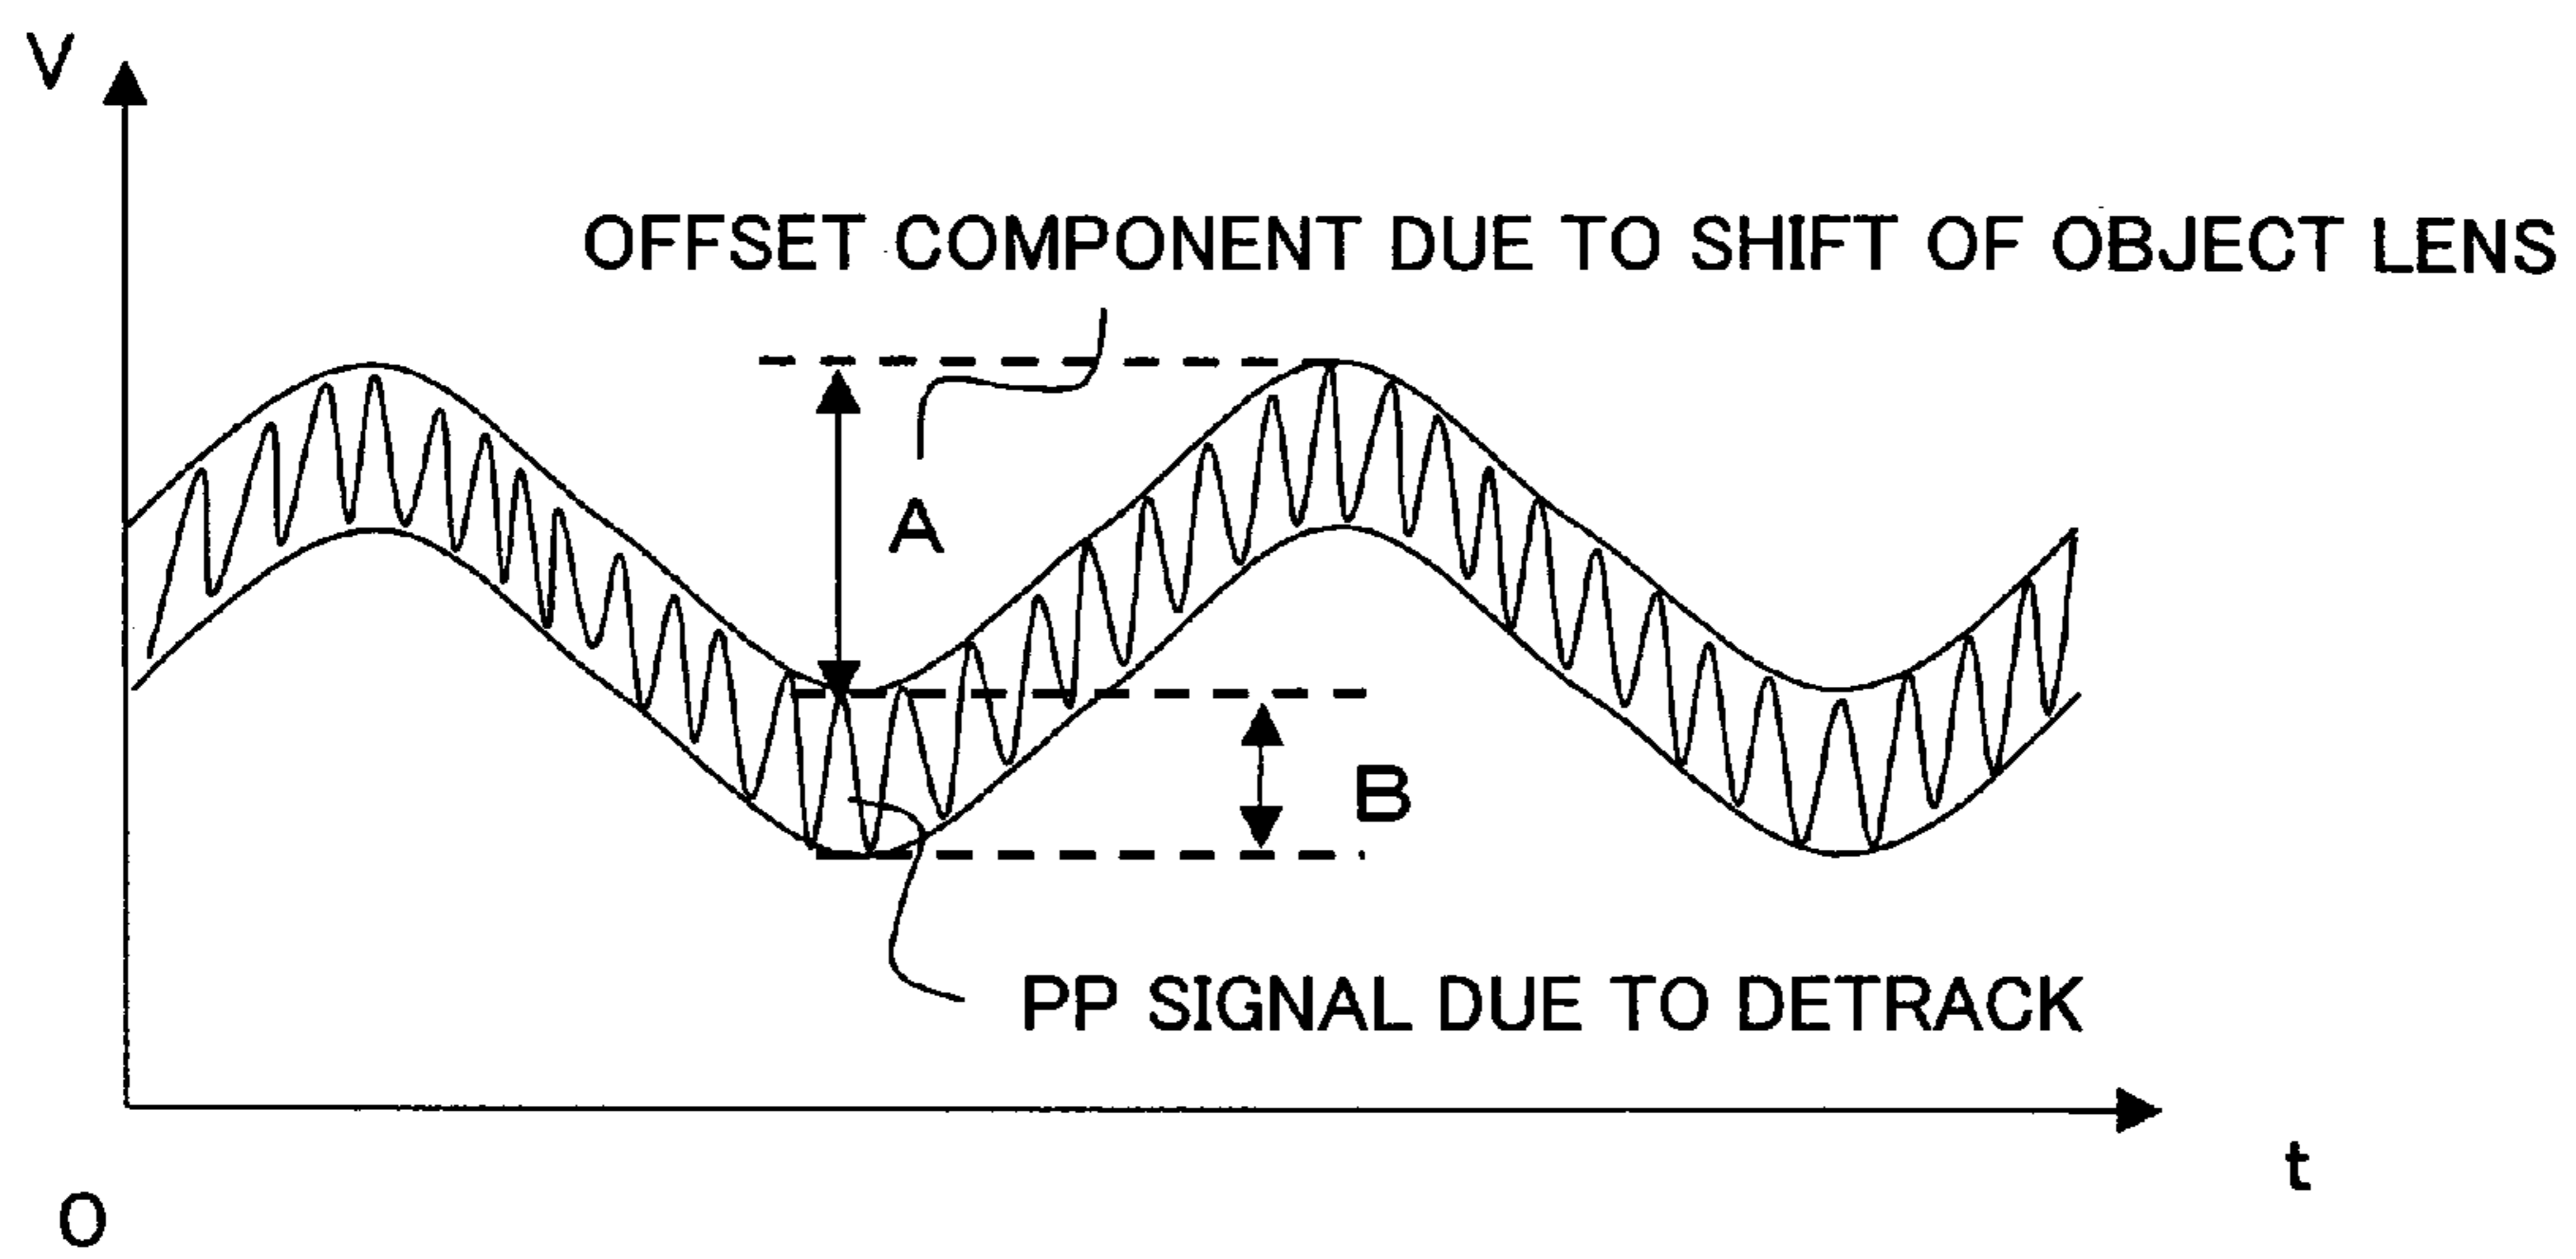 V
OFFSET COMPONENT DUE TO SHIFT OF OBJECT LENS
A
B
PP SIGNAL DUE TO DETRACK
t
O